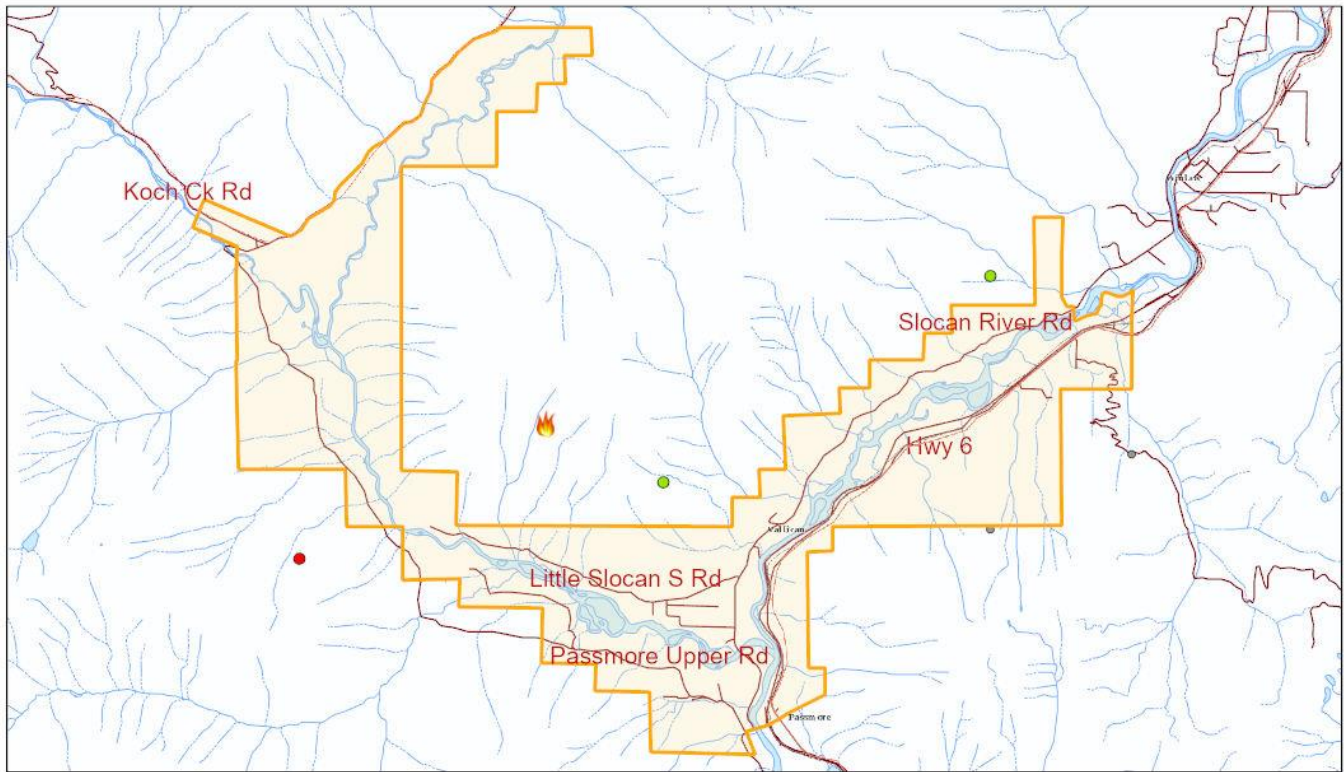 Koch Ck Rd
Slocan River Rd
Hwy 6
Vallican
Little Slocan S Rd
Passmore Upper Rd
Passmore